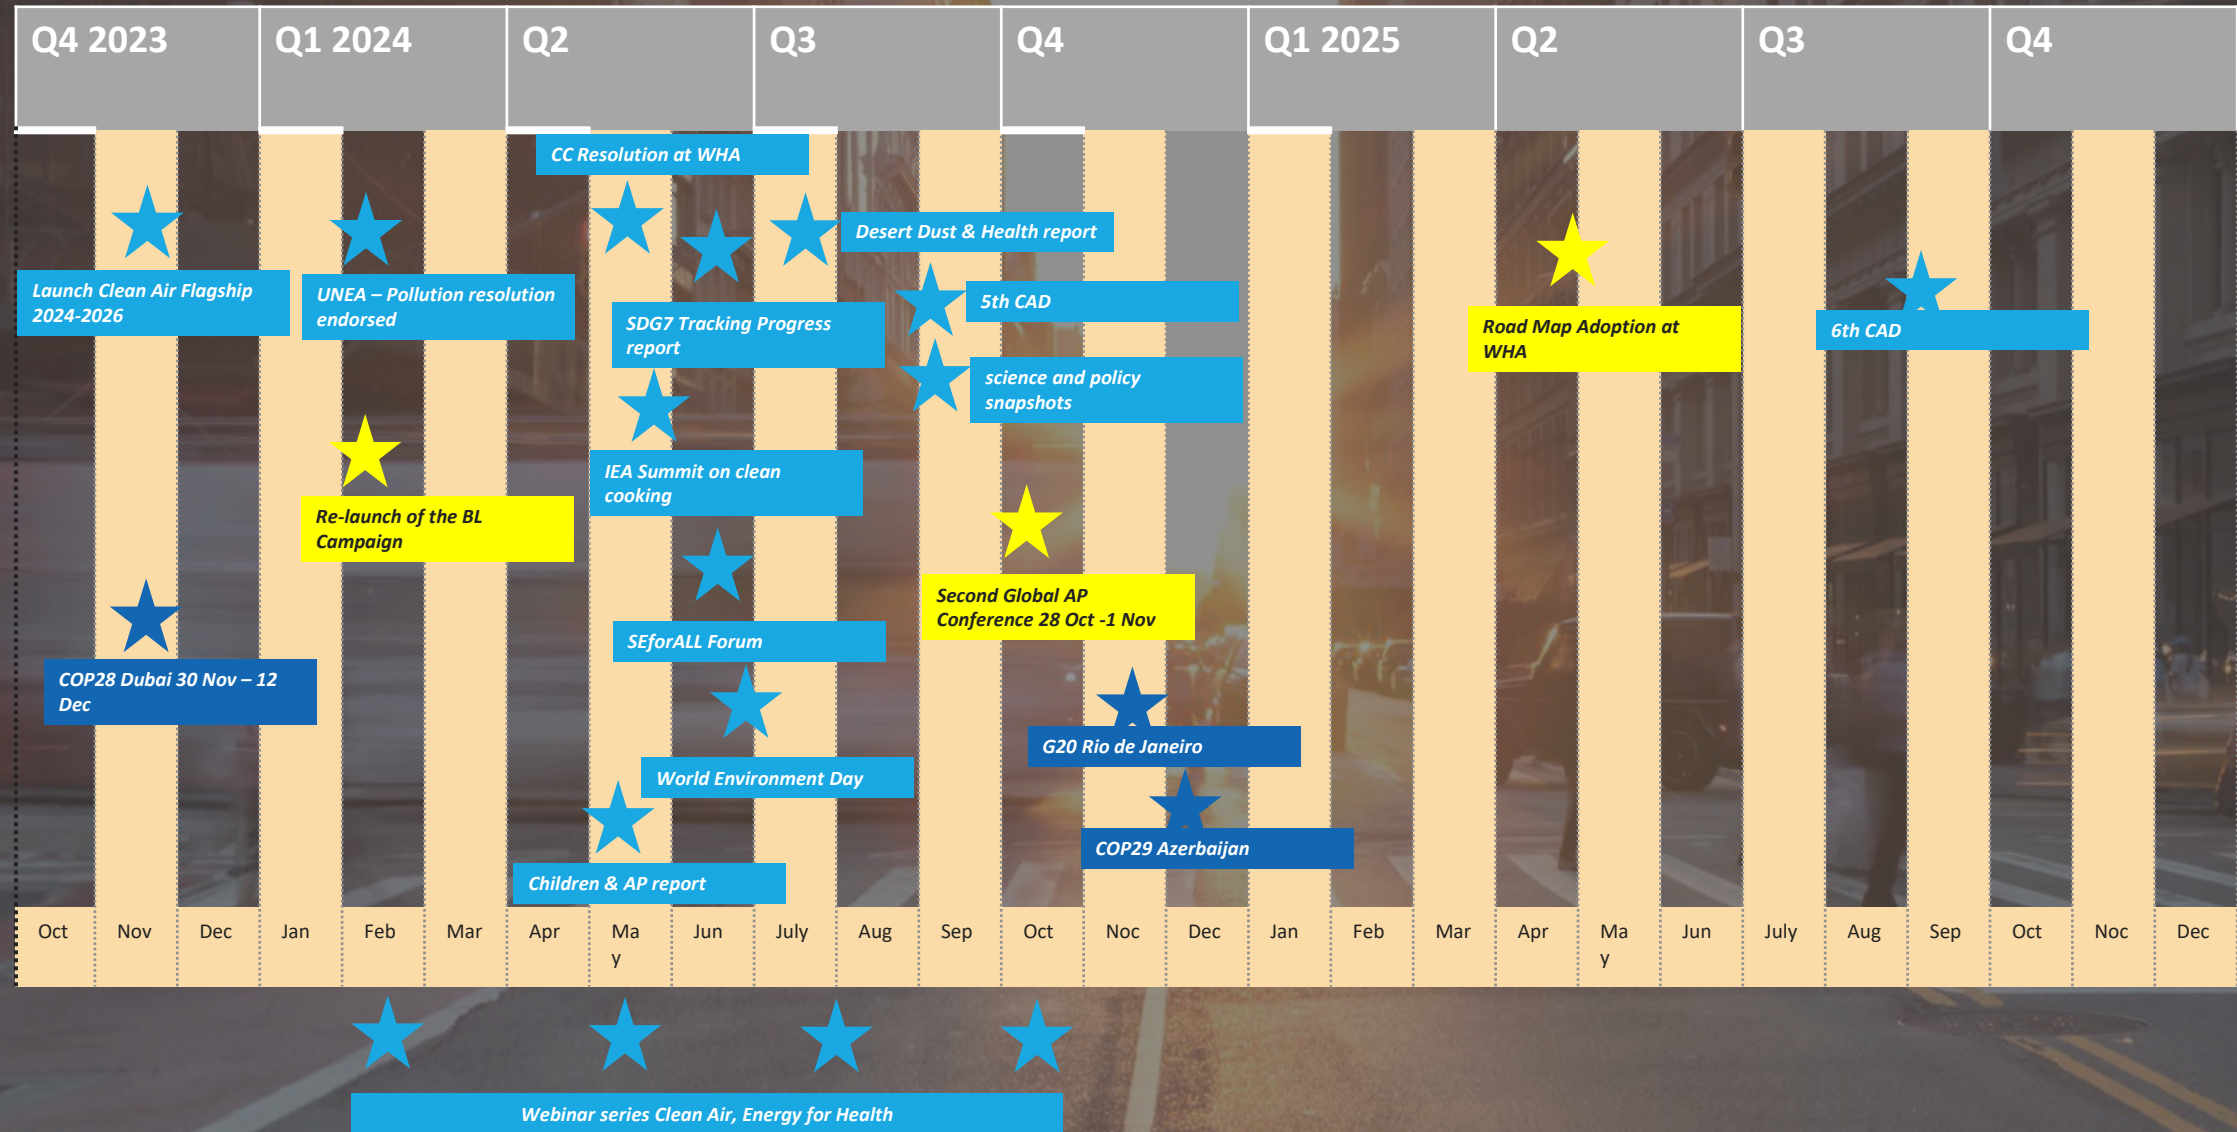 Q4 2023
Q1 2024
Q2
Q3
Q4
Q1 2025
Q2
Q3
Q4
CC Resolution at WHA
Desert Dust & Health report
Launch Clean Air Flagship
2024-2026
UNEA – Pollution resolution
endorsed
SDG7 Tracking Progress
report
5th CAD
Road Map Adoption at
WHA
6th CAD
science and policy
snapshots
IEA Summit on clean
cooking
Re-launch of the BL
Campaign
Second Global AP
Conference 28 Oct -1 Nov
SEforALL Forum
COP28 Dubai 30 Nov – 12
Dec
G20 Rio de Janeiro
World Environment Day
COP29 Azerbaijan
Children & AP report
Oct
Nov
Dec
Jan
Feb
Mar
Apr
Ma
y
Jun
July
Aug
Sep
Oct
Noc
Dec
Jan
Feb
Mar
Apr
Ma
y
Jun
July
Aug
Sep
Oct
Noc
Dec
Webinar series Clean Air, Energy for Health